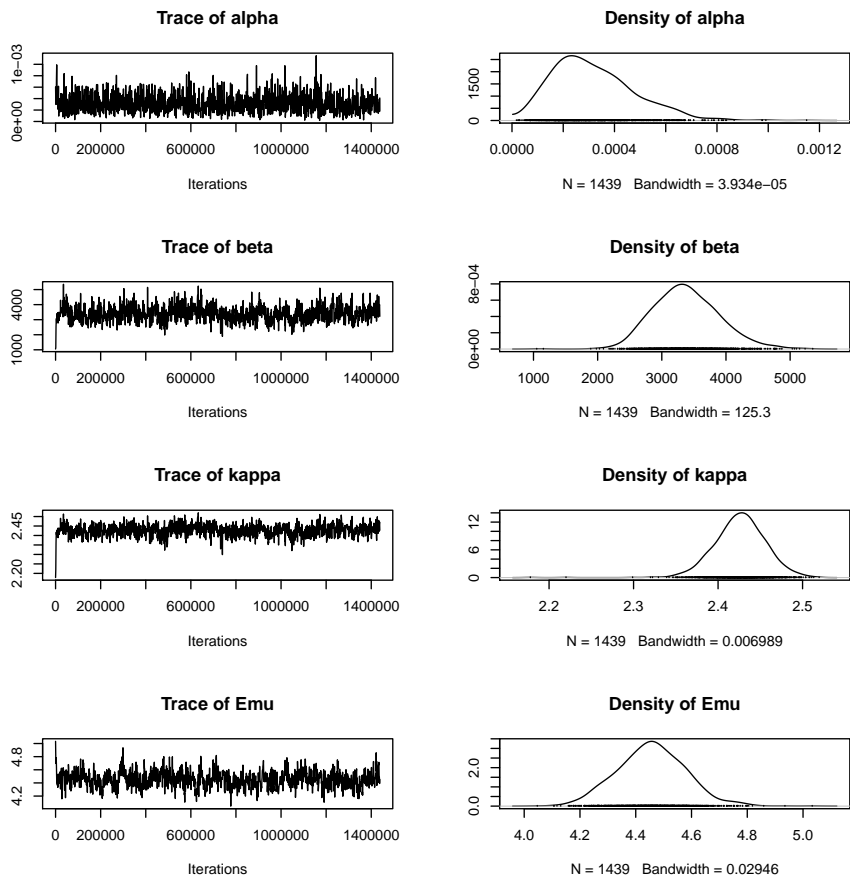 Trace of alpha
1e−03
0e+00
0 200000 600000 1000000 1400000
Iterations
Density of alpha
1500
0
0.0000 0.0004 0.0008 0.0012
N = 1439 Bandwidth = 3.934e−05
Trace of beta
4000
1000
0 200000 600000 1000000 1400000
Iterations
Density of beta
8e−04
0e+00
1000 2000 3000 4000 5000
N = 1439 Bandwidth = 125.3
Trace of kappa
2.45
2.20
0 200000 600000 1000000 1400000
Iterations
Density of kappa
12
6
0
2.2 2.3 2.4 2.5
N = 1439 Bandwidth = 0.006989
Trace of Emu
4.8
4.2
0 200000 600000 1000000 1400000
Iterations
Density of Emu
2.0
0.0
4.0 4.2 4.4 4.6 4.8 5.0
N = 1439 Bandwidth = 0.02946